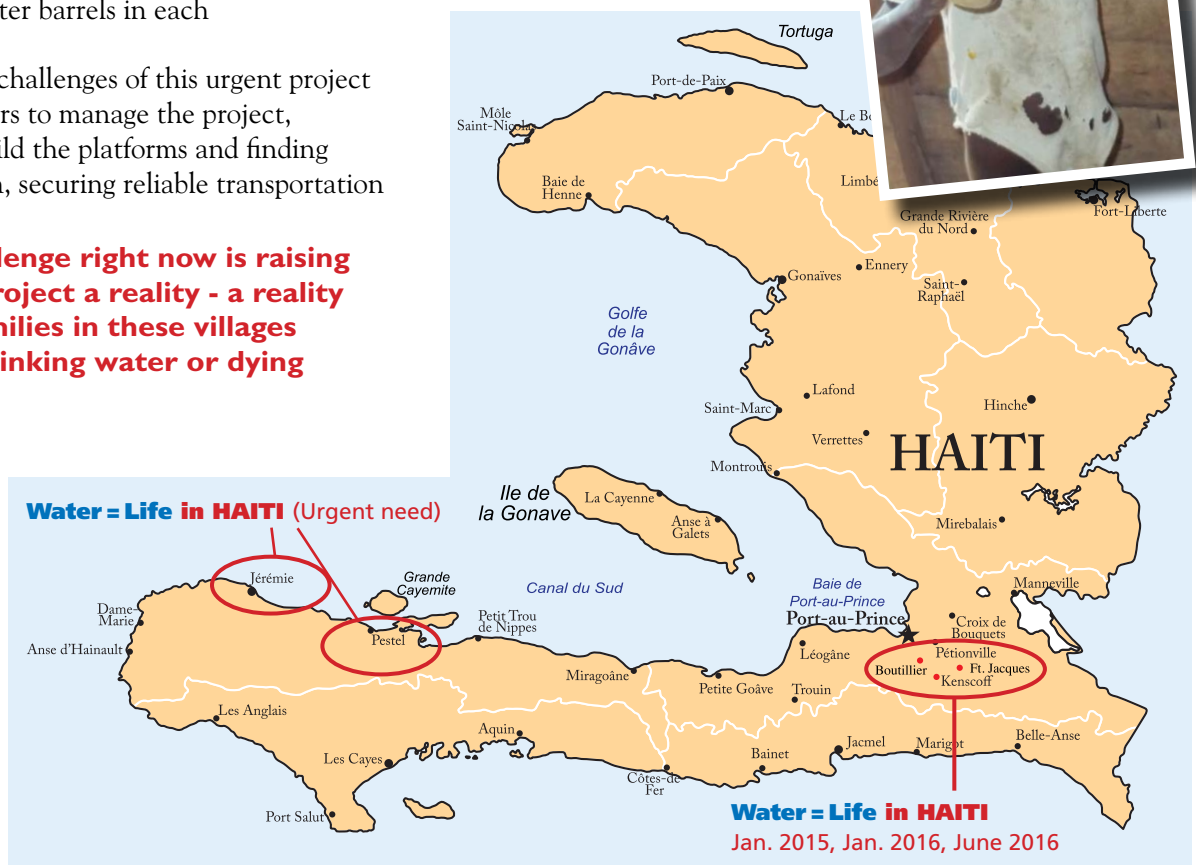 ter barrels in each
challenges of this urgent project
rs to manage the project,
ild the platforms and finding
, securing reliable transportation
lenge right now is raising
roject a reality - a reality
milies in these villages
inking water or dying
Tortuga
Port-de-Paix
Môle
Saint-Nicolas
Le B
Baie de
Henne
Limbé
Fort-Liberte
Grande Rivière
du Nord
Ennery
Gonaïves
Saint-
Raphaël
Golfe
de la
Gonâve
Lafond
Saint-Marc
Hinche
Verrettes
HAITI
Montrouis
Ile de
la Gonave
La Cayenne
Anse à
Galets
Mirebalais
Water = Life in HAITI (Urgent need)
Jérémie
Grande
Cayemite
Canal du Sud
Baie de
Port-au-Prince
Manneville
Dame-
Marie
Petit Trou
de Nippes
Port-au-Prince
Croix de
Bouquets
Pestel
Anse d'Hainault
Léogâne
Pétionville
Boutillier
Ft. Jacques
Kenscoff
Miragoâne
Petite Goâve
Trouin
Les Anglais
Aquin
Jacmel
Marigot
Belle-Anse
Les Cayes
Bainet
Côtes-de-
Fer
Port Salut
Water = Life in HAITI
Jan. 2015, Jan. 2016, June 2016